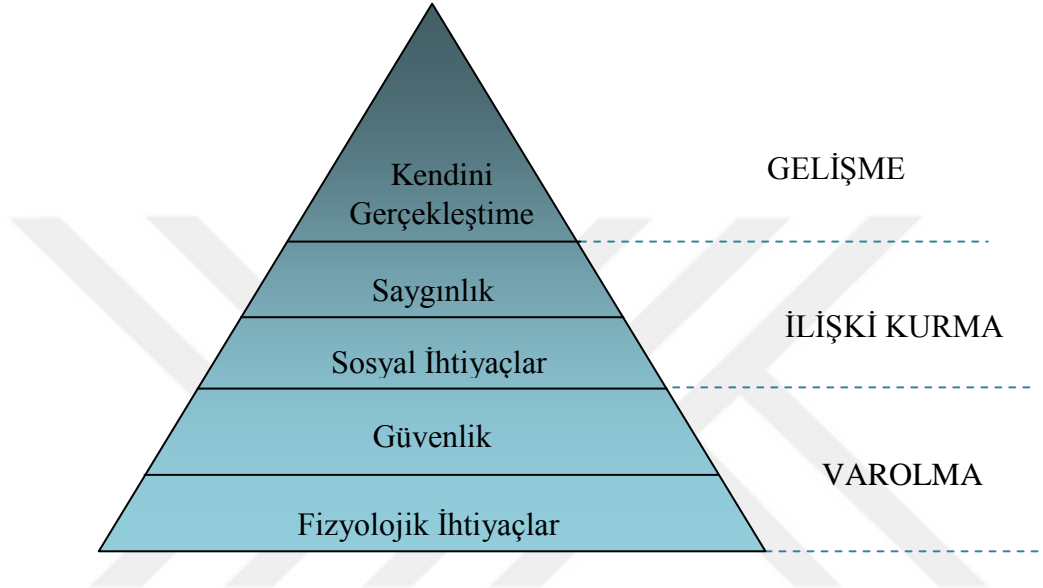 Kendini
Gerçekleştime
GELİŞME
Saygınlık
İLİŞKİ KURMA
Sosyal İhtiyaçlar
Güvenlik
VAROLMA
Fizyolojik İhtiyaçlar